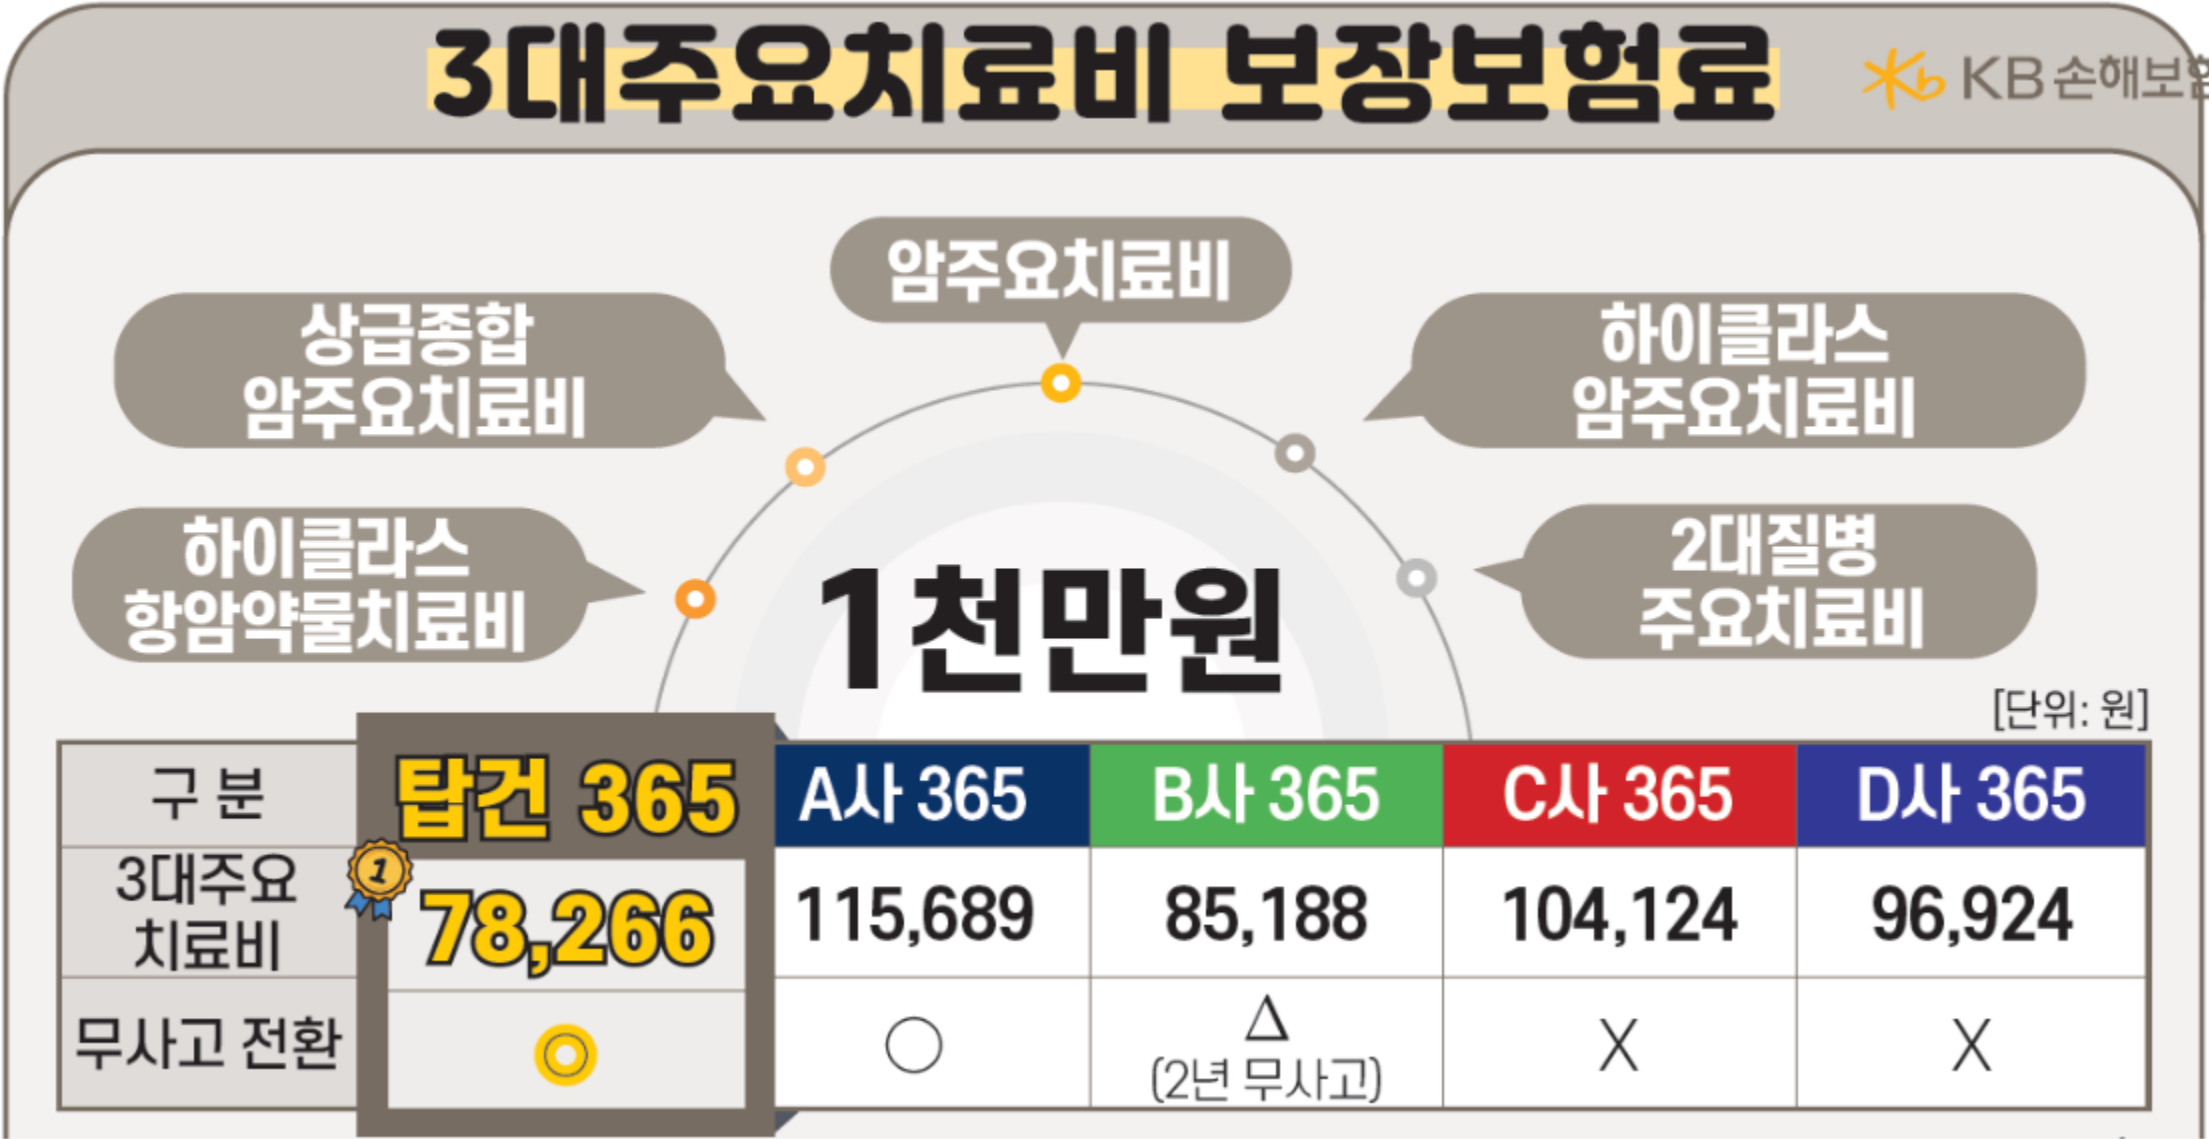 3대주요치료비 보장보험료
KB손해보험
암주요치료비
상급종합
암주요치료비
하이클라스
암주요치료비
하이클라스
항암약물치료비
2대질병
주요치료비
1천만원
[단위: 원]
구 분 탑건 365 A사 365 B사 365 C사 365 D사 365
3대주요
치료비 1 78,266 115,689 85,188 104,124 96,924
무사고 전환 ◎ ○ Δ X X
(2년 무사고)